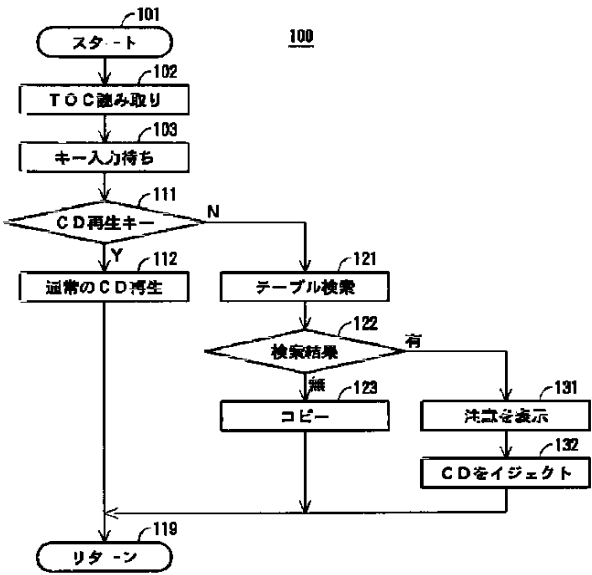 101
スタート
100
102
TOC読み取り
103
キー入力待ち
111
CD再生キー
N
Y
112
通常のCD再生
121
テーブル検索
122
検索結果
有
無
123
コピー
131
注意を表示
132
CDをイジェクト
119
リターン